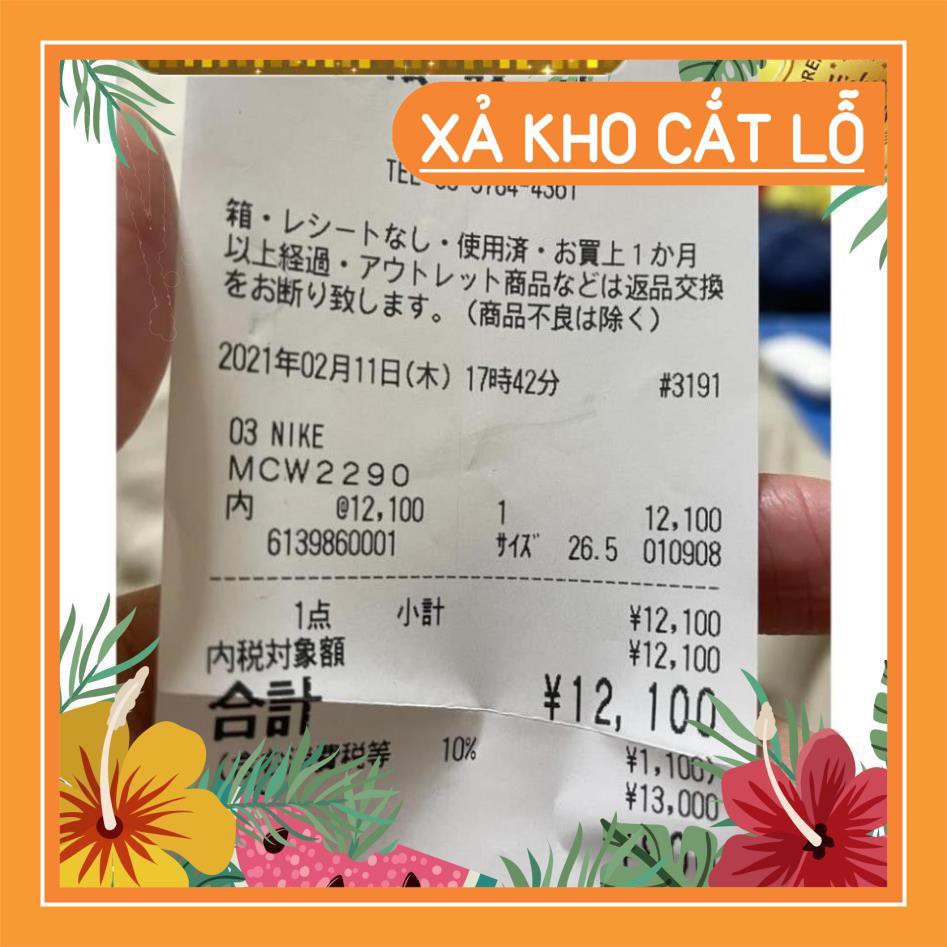 XẢ KHO CẮT LỖ
箱・レシートなし・使用済・お買上1か月
以上経過・アウトレット商品などは返品交換
をお断り致します。(商品不良は除く)
2021年02月11日(木) 17時42分 #3191
03 NIKE
MCW2290
内 @12,100 1 12,100
6139860001 サイズ 26.5 010908
1点 小計 ¥12,100
内税対象額 ¥12,100
合計 ¥12,100
税等 10% ¥1,100)
¥13,000